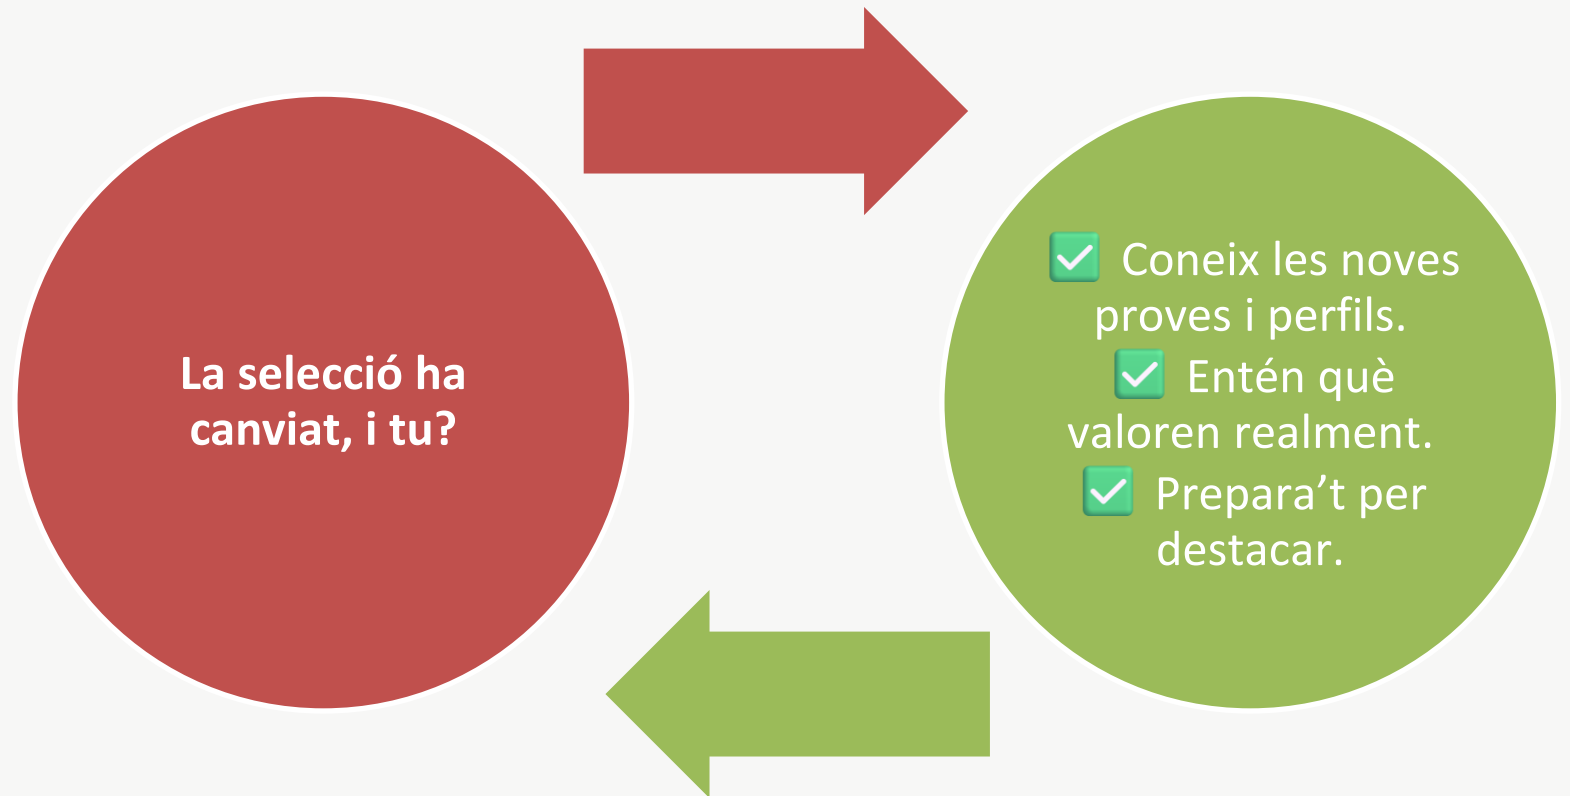 La selecció ha
canviat, i tu?
✅ Coneix les noves
proves i perfils.
✅ Entén què
valoren realment.
✅ Prepara’t per
destacar.